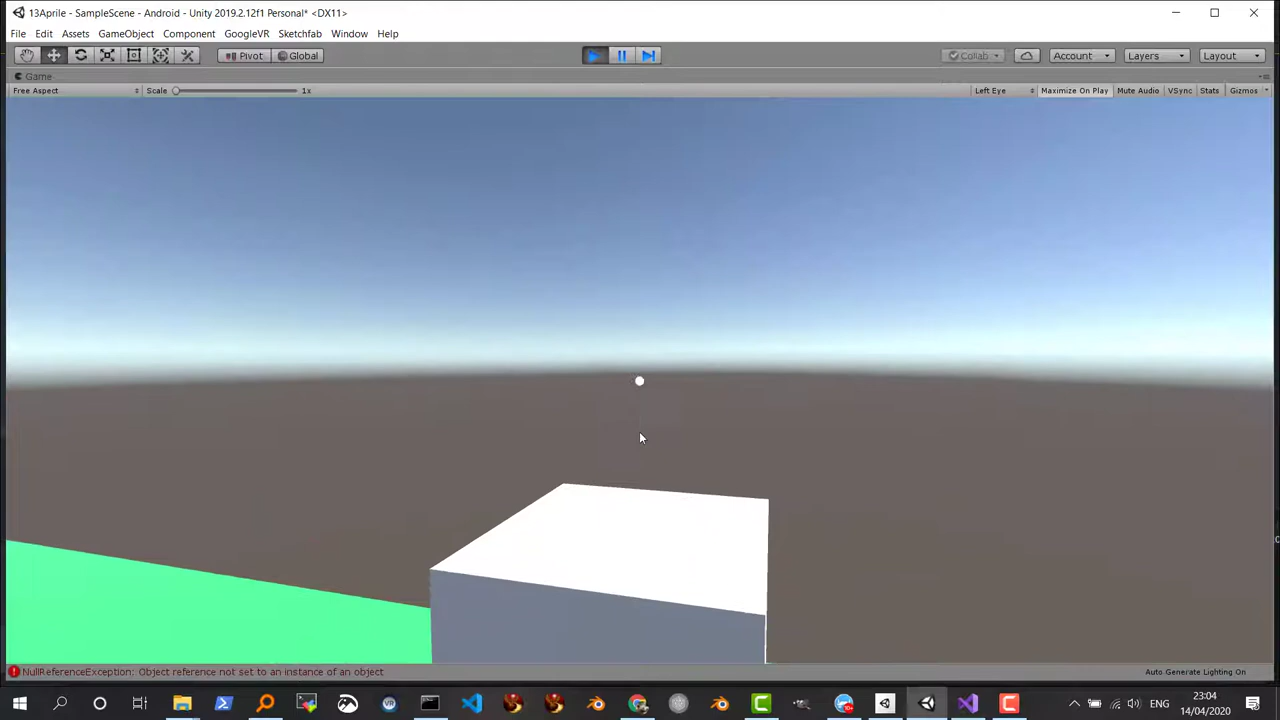 13Aprile - SampleScene - Android - Unity 2019.2.12f1 Personal* <DX11>
File Edit Assets GameObject Component GoogleVR Sketchfab Window Help
Pivot Global Collab Account Layers Layout
Game
Free Aspect Scale 1x Left Eye Maximize On Play Mute Audio VSync Stats Gizmos
NullReferenceException: Object reference not set to an instance of an object Auto Generate Lighting On
ENG
23:04
14/04/2020